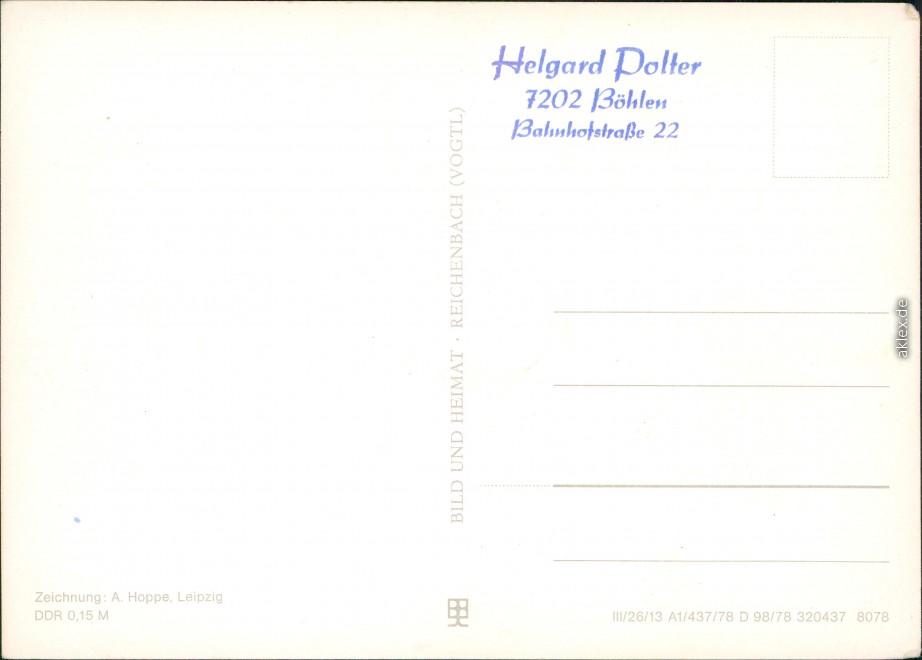 Helgard Polter
7202 Böhlen
Bahnhofstraße 22
BILD UND HEIMAT · REICHENBACH (VOGTL)
Zeichnung: A. Hoppe, Leipzig
DDR 0,15 M
III/26/13 A1/437/78 D 98/78 320437 8078
aklex.de